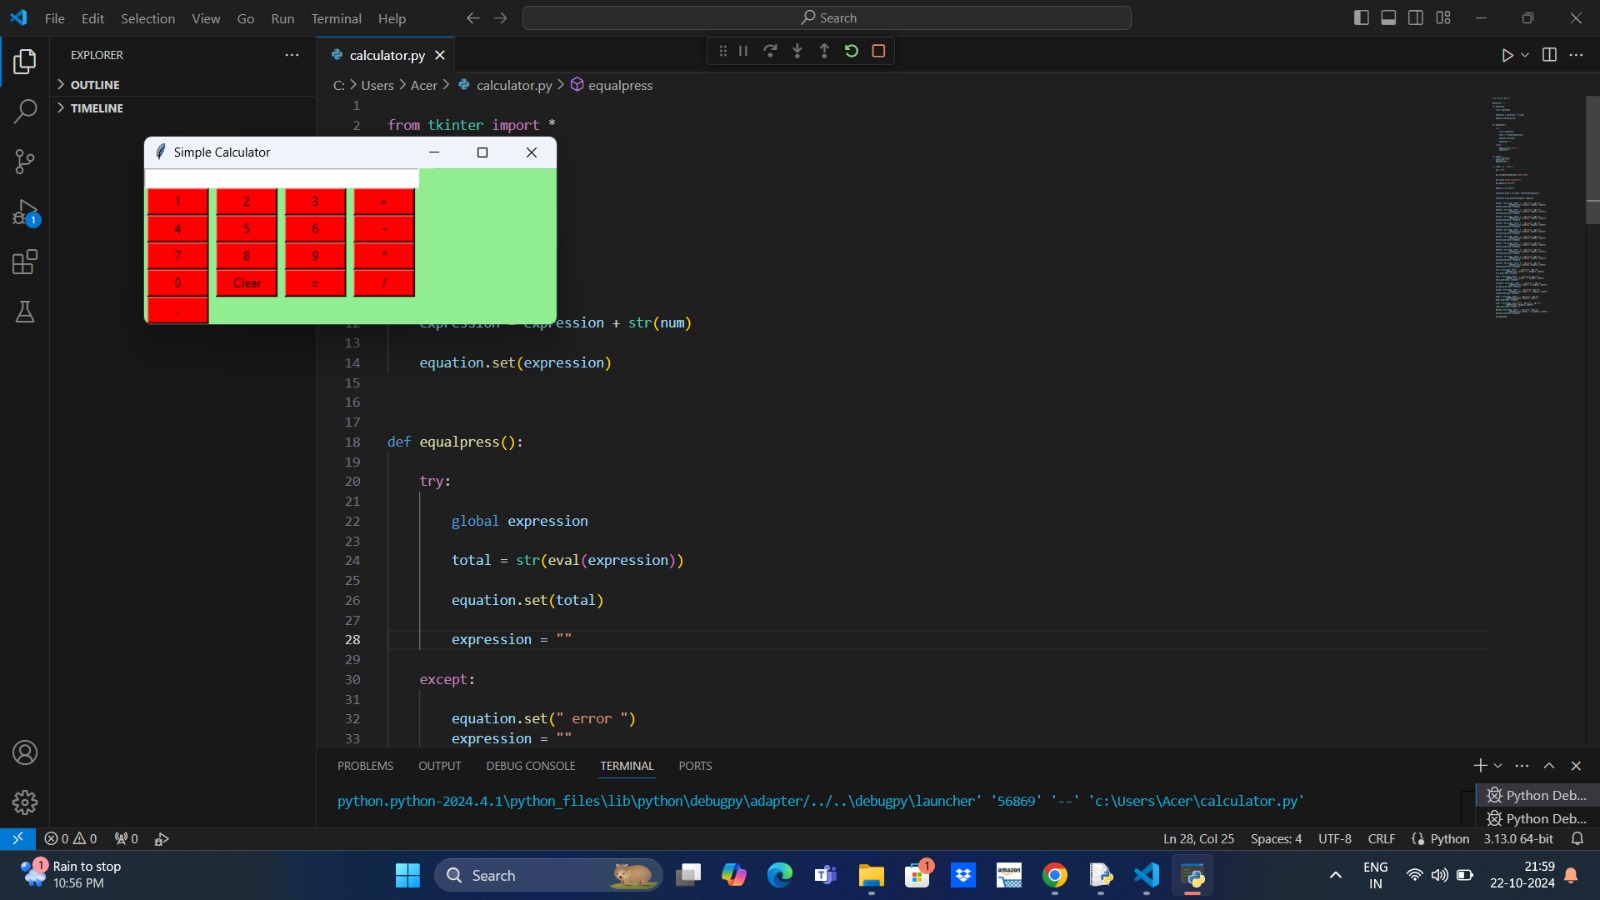 File Edit Selection View Go Run Terminal Help
Search
EXPLORER
OUTLINE
TIMELINE
calculator.py
C: > Users > Acer > calculator.py > equalpress
1
2 from tkinter import *
Simple Calculator
1 2 3 +
4 5 6 -
7 8 9 *
0 Clear = /
.
expression + str(num)
13
14 equation.set(expression)
15
16
17
18 def equalpress():
19
20 try:
21
22 global expression
23
24 total = str(eval(expression))
25
26 equation.set(total)
27
28 expression = ""
29
30 except:
31
32 equation.set(" error ")
33 expression = ""
1
PROBLEMS OUTPUT DEBUG CONSOLE TERMINAL PORTS
python.python-2024.4.1\python_files\lib\python\debugpy\adapter/../..\debugpy\launcher' '56869' '--' 'c:\Users\Acer\calculator.py'
Python Deb...
Python Deb...
0 0 0
Ln 28, Col 25 Spaces: 4 UTF-8 CRLF Python 3.13.0 64-bit
1
Rain to stop
10:56 PM
Search
amazon
1
ENG
IN
21:59
22-10-2024